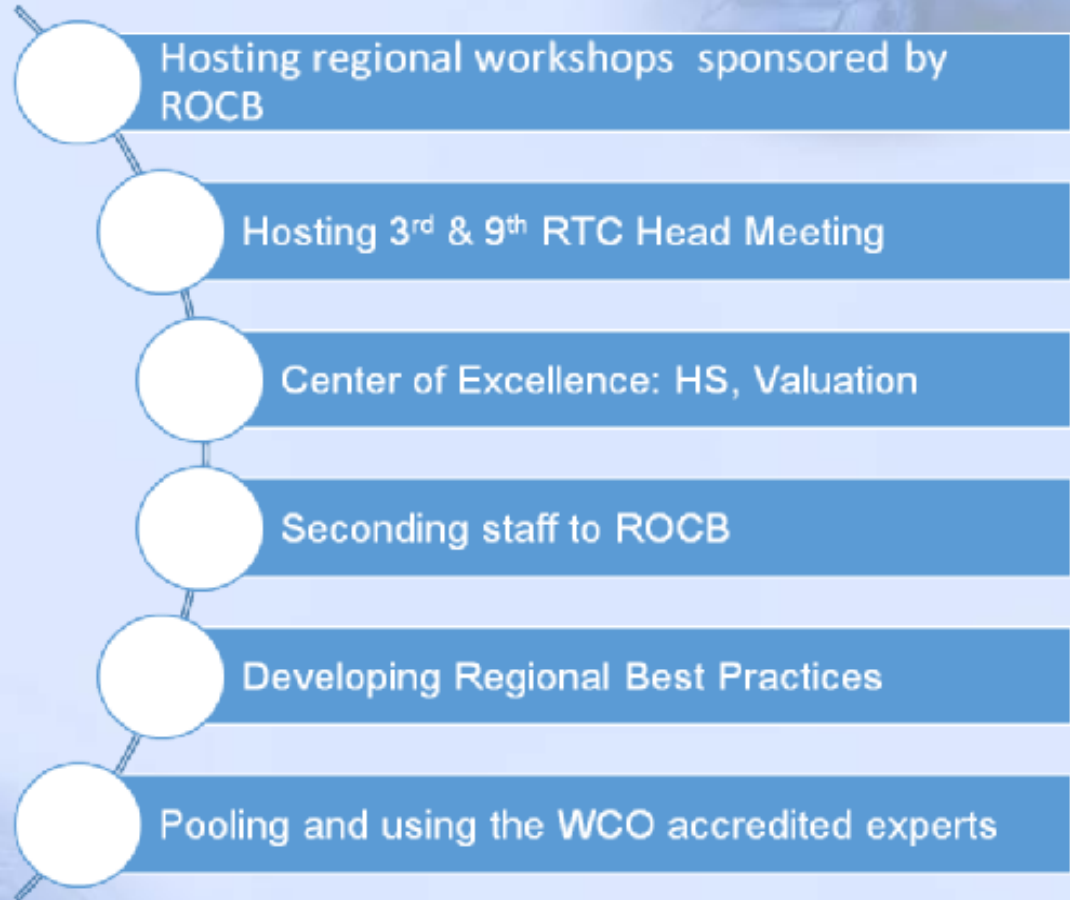 Hosting regional workshops sponsored by
ROCB
Hosting 3rd & 9th RTC Head Meeting
Center of Excellence: HS, Valuation
Seconding staff to ROCB
Developing Regional Best Practices
Pooling and using the WCO accredited experts